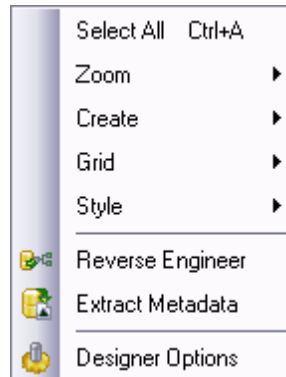 Select All Ctrl+A
Zoom
Create
Grid
Style
Reverse Engineer
Extract Metadata
Designer Options